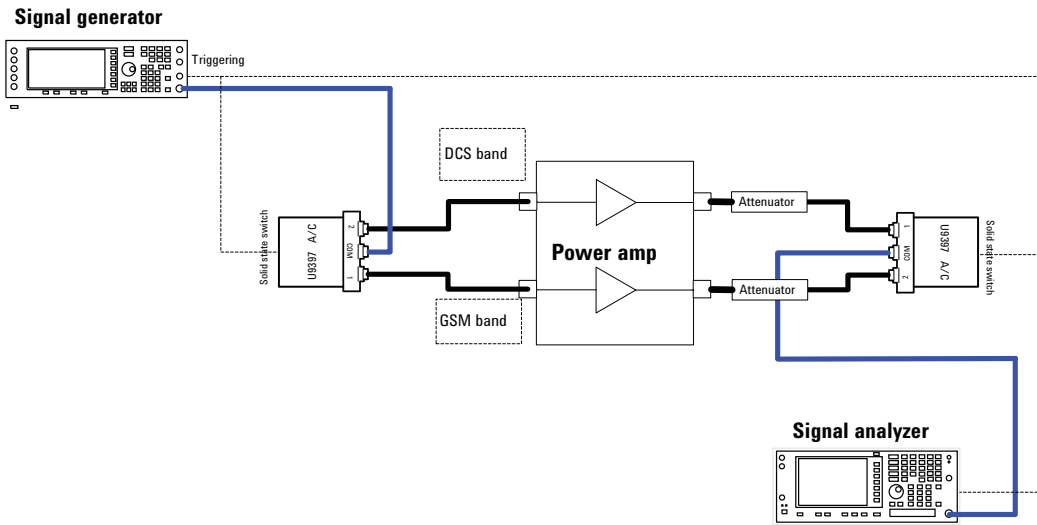 Signal generator
Triggering
DCS band
Solid state switch
U9397 A/C
2
COM
1
Power amp
GSM band
Attenuator
Attenuator
1
COM
2
U9397 A/C
Solid state switch
Signal analyzer